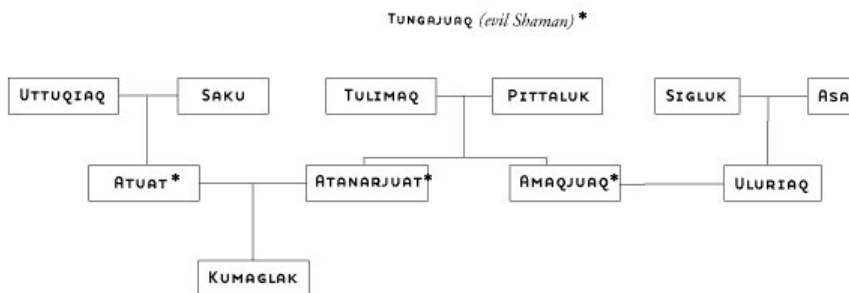 TUNGAJUAQ (evil Shaman) *
UTTUQIAQ SAKU TULIMAQ PITTALUK SIGLUK ASA
ATUAT* ATANARJUAT* AMAQJUAQ* ULURIAQ
KUMAGLAK